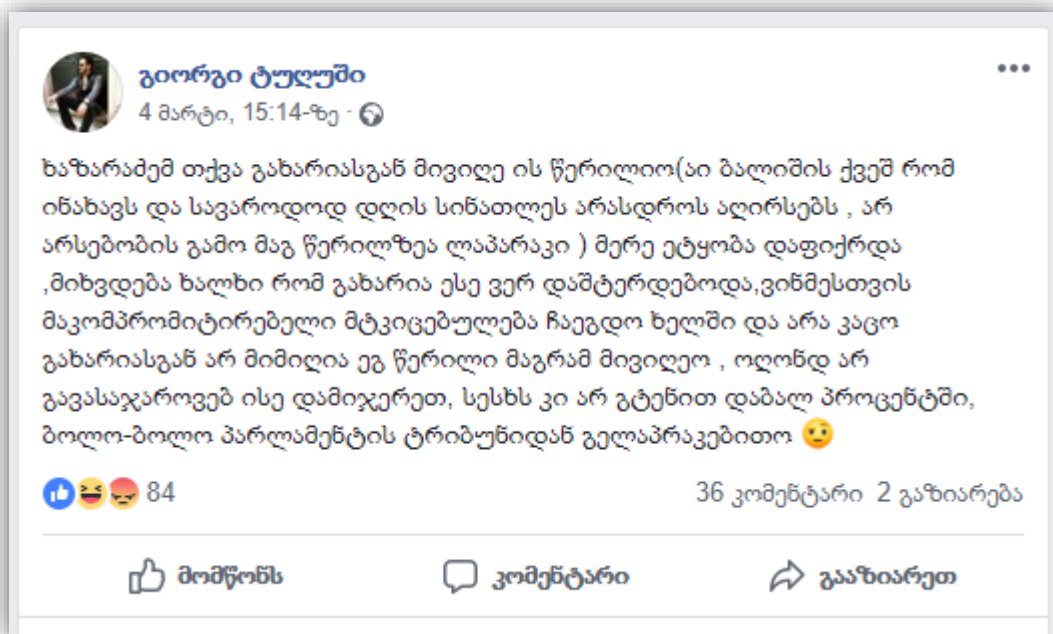 გიორგი ტუღუში
4 მარტი, 15:14-ზე ·
ხაზარაძემ თქვა გახარიასგან მივიღე ის წერილიო(აი ბალიშის ქვეშ რომ
ინახავს და სავაროდოდ დღის სინათლეს არასდროს აღირსებს , არ
არსებობის გამო მაგ წერილზეა ლაპარაკი ) მერე ეტყობა დაფიქრდა
,მიხვდება ხალხი რომ გახარია ესე ვერ დაშტერდებოდა,ვინმესთვის
მაკომპრომიტირებელი მტკიცებულება ჩაეგდო ხელში და არა კაცო
გახარიასგან არ მიმიღია ეგ წერილი მაგრამ მივიღეო , ოღონდ არ
გავასაჯაროვებ ისე დამიჯერეთ, სესხს კი არ გტენით დაბალ პროცენტში,
ბოლო-ბოლო პარლამენტის ტრიბუნიდან გელაპრაკებითო 🤨
84 36 კომენტარი 2 გაზიარება
მომწონს კომენტარი გააზიარეთ